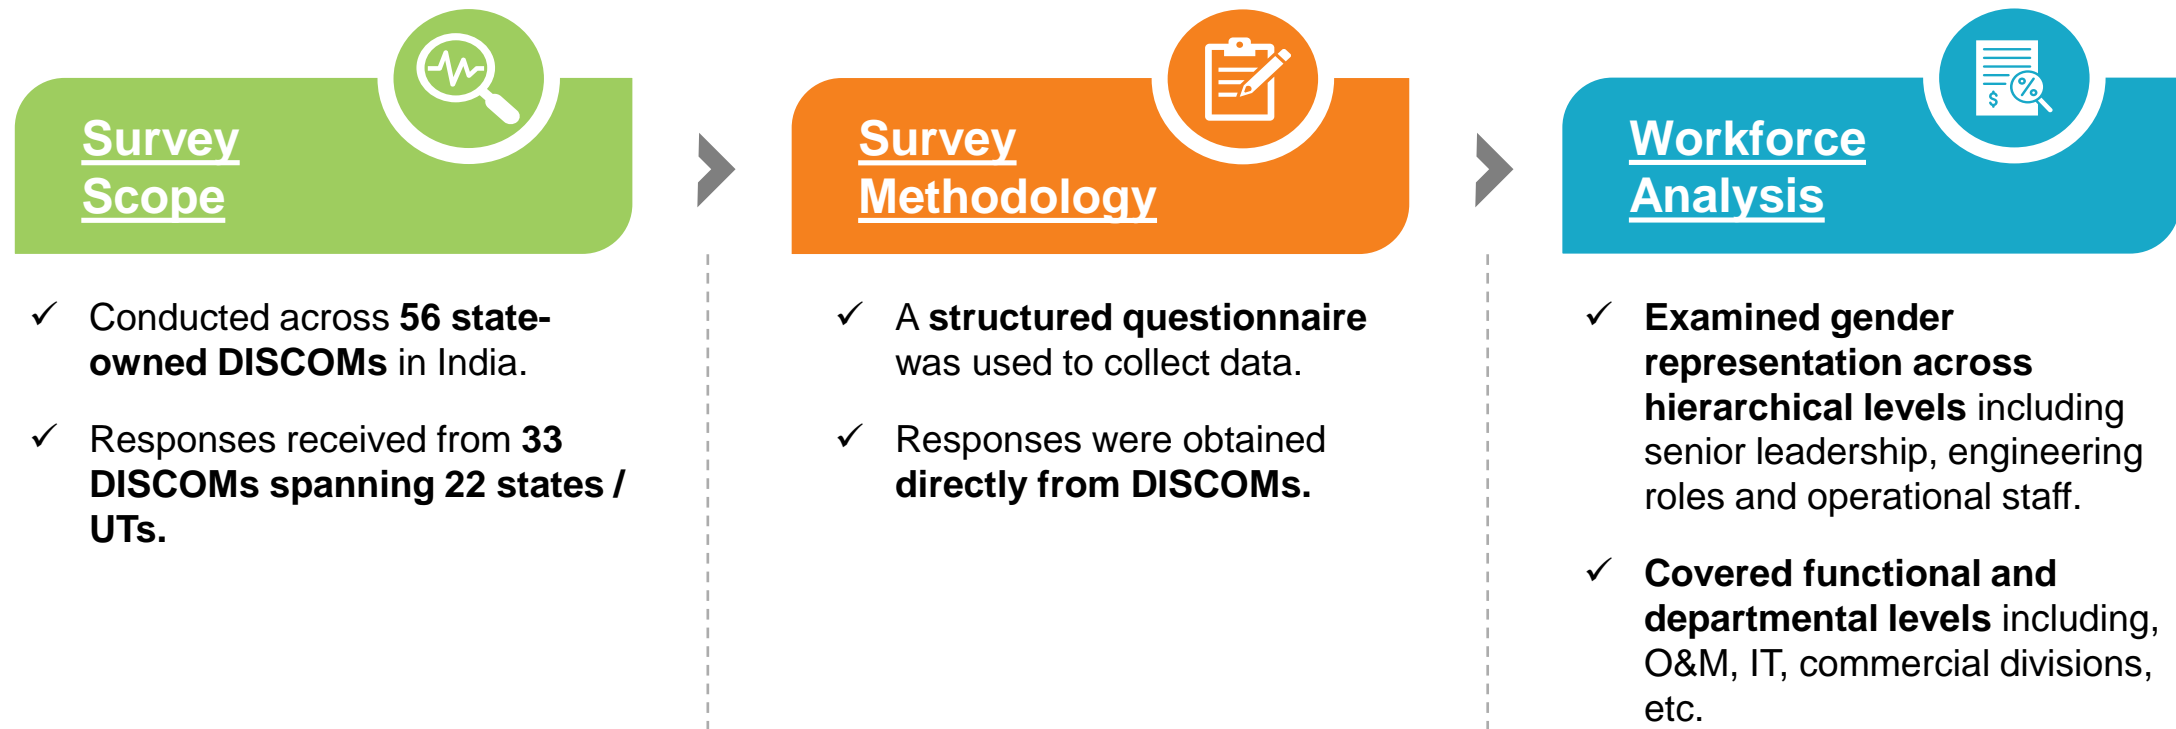 Survey
Scope
✓ Conducted across 56 state-
owned DISCOMs in India.
✓ Responses received from 33
DISCOMs spanning 22 states /
UTs.
Survey
Methodology
✓ A structured questionnaire
was used to collect data.
✓ Responses were obtained
directly from DISCOMs.
Workforce
Analysis
$ %
✓ Examined gender
representation across
hierarchical levels including
senior leadership, engineering
roles and operational staff.
✓ Covered functional and
departmental levels including,
O&M, IT, commercial divisions,
etc.